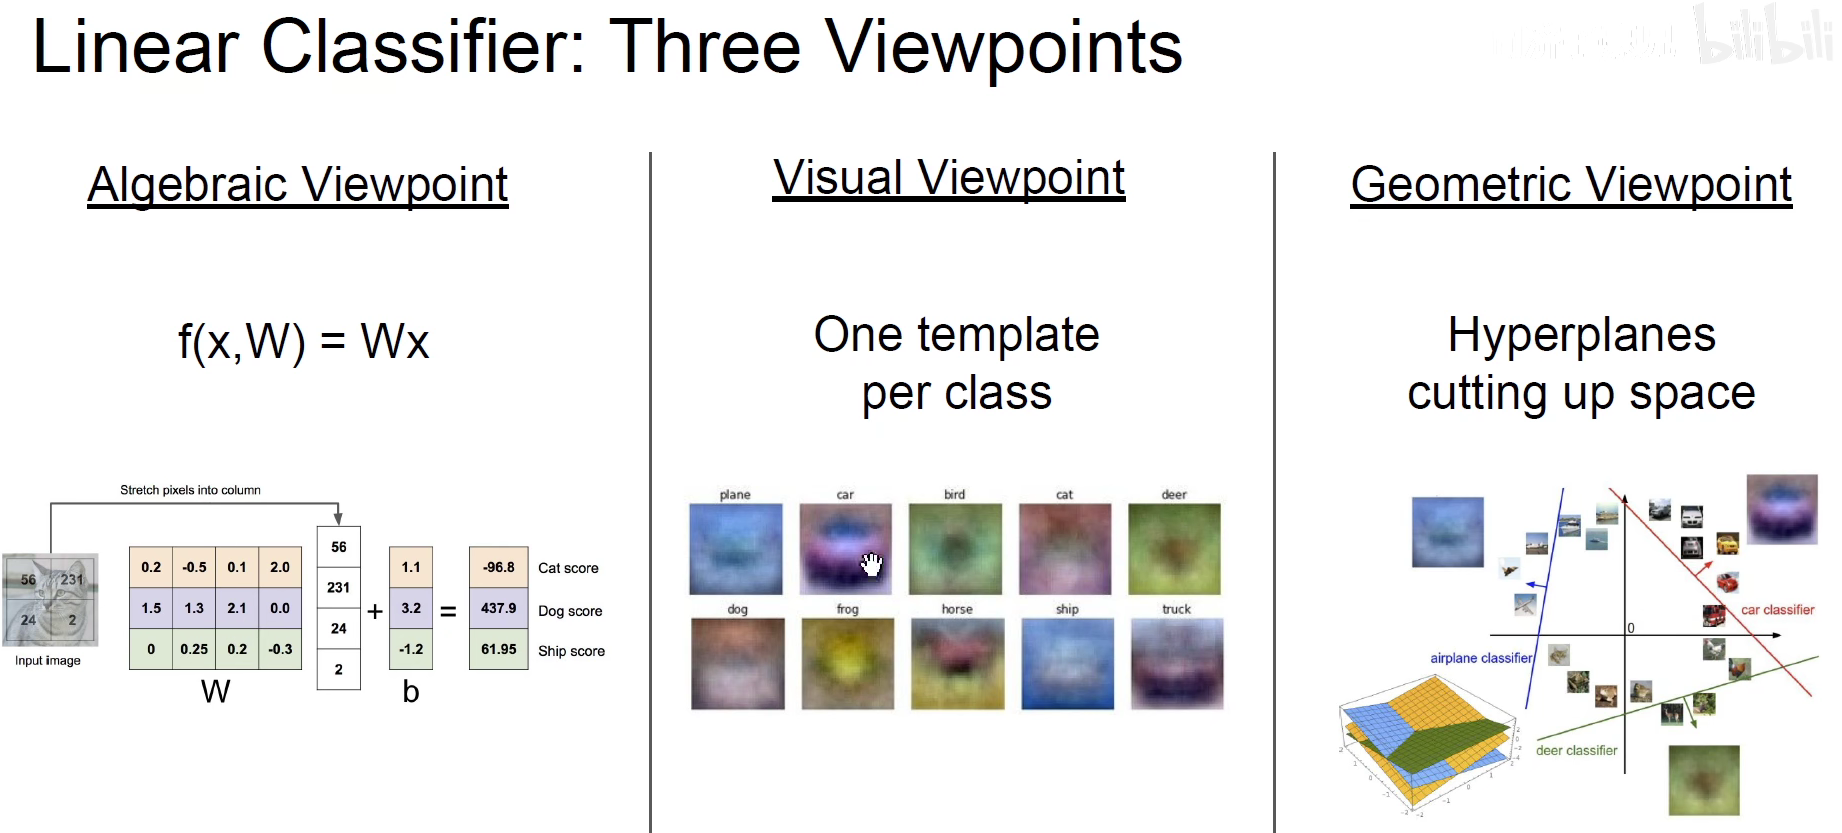 Linear Classifier: Three Viewpoints
bilibili
Algebraic Viewpoint
f(x,W) = Wx
Stretch pixels into column
56 231
24 2
Input image
0.2 -0.5 0.1 2.0
1.5 1.3 2.1 0.0
0 0.25 0.2 -0.3
W
56
231
24
2
+
1.1
3.2
-1.2
b
=
-96.8 Cat score
437.9 Dog score
61.95 Ship score
Visual Viewpoint
One template
per class
plane car bird cat deer
dog frog horse ship truck
Geometric Viewpoint
Hyperplanes
cutting up space
car classifier
0
airplane classifier
deer classifier